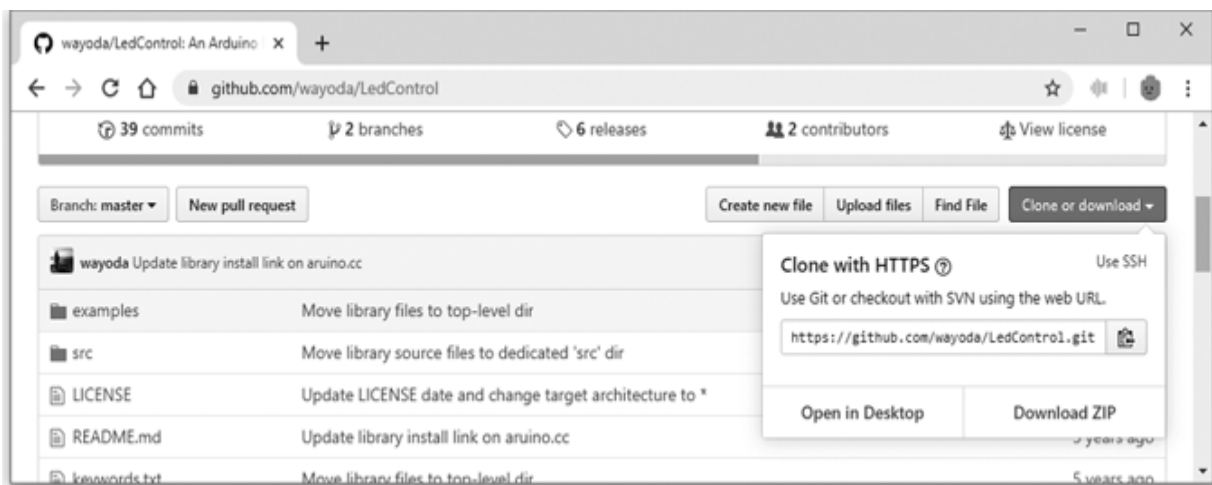 wayoda/LedControl: An Arduino
github.com/wayoda/LedControl
39 commits 2 branches 6 releases 2 contributors View license
Branch: master New pull request Create new file Upload files Find File Clone or download
wayoda Update library install link on aruino.cc
Clone with HTTPS Use SSH
Use Git or checkout with SVN using the web URL.
https://github.com/wayoda/LedControl.git
Open in Desktop Download ZIP
examples Move library files to top-level dir
src Move library source files to dedicated 'src' dir
LICENSE Update LICENSE date and change target architecture to *
README.md Update library install link on aruino.cc years ago
keywords.txt Move library files to top-level dir 5 years ago